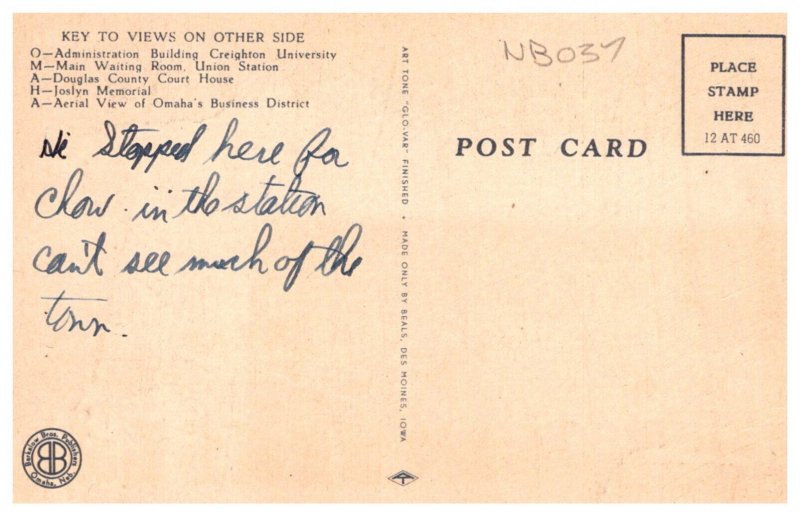 KEY TO VIEWS ON OTHER SIDE
O—Administration Building Creighton University
M—Main Waiting Room, Union Station
A—Douglas County Court House
H—Joslyn Memorial
A—Aerial View of Omaha's Business District
Stopped here for
Chow in the station
can't see much of the
town.
ART TONE "GLO-VAR" FINISHED • MADE ONLY BY BEALS, DES MOINES, IOWA
NB037
POST CARD
PLACE
STAMP
HERE
12 AT 460
Barkalow Bros. Publishers
Omaha, Neb.